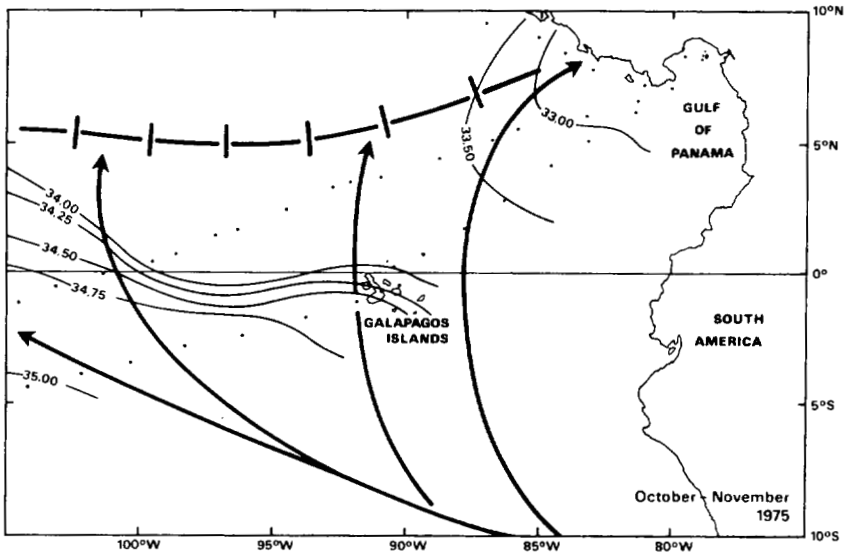 10°N
GULF
OF
PANAMA
33.00
33.50
5°N
34.00
34.25
34.50
34.75
0°
GALAPAGOS
ISLANDS
SOUTH
AMERICA
35.00
5°S
October - November
1975
10°S
100°W
95°W
90°W
85°W
80°W